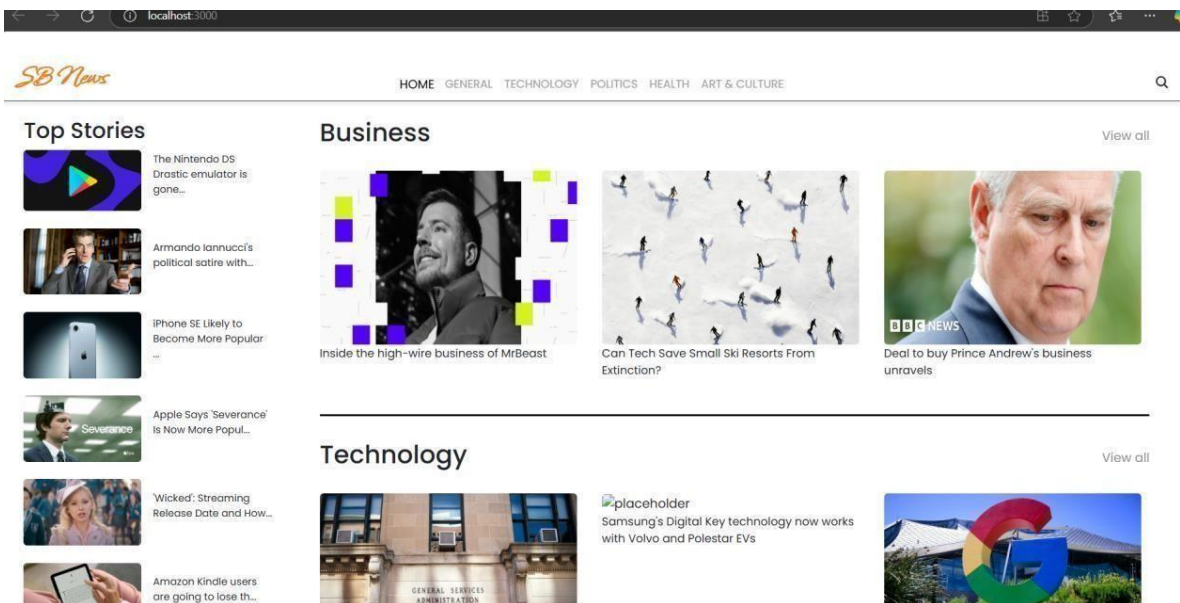 localhost:3000
SB News
HOME GENERAL TECHNOLOGY POLITICS HEALTH ART & CULTURE
Top Stories
The Nintendo DS
Drastic emulator is
gone...
Armando Iannucci's
political satire with...
iPhone SE Likely to
Become More Popular
...
Severance
Apple Says 'Severance'
Is Now More Popul...
'Wicked': Streaming
Release Date and How...
Amazon Kindle users
are going to lose th...
Business
View all
Inside the high-wire business of MrBeast
Can Tech Save Small Ski Resorts From
Extinction?
BBC NEWS
Deal to buy Prince Andrew's business
unravels
Technology
View all
GENERAL SERVICES
ADMINISTRATION
placeholder
Samsung's Digital Key technology now works
with Volvo and Polestar EVs